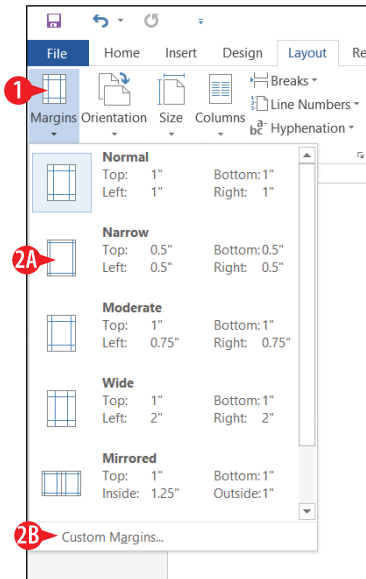 File Home Insert Design Layout Re
1
Margins Orientation Size Columns
Breaks
Line Numbers
Hyphenation
Normal
Top: 1" Bottom: 1"
Left: 1" Right: 1"
2A
Narrow
Top: 0.5" Bottom: 0.5"
Left: 0.5" Right: 0.5"
Moderate
Top: 1" Bottom: 1"
Left: 0.75" Right: 0.75"
Wide
Top: 1" Bottom: 1"
Left: 2" Right: 2"
Mirrored
Top: 1" Bottom: 1"
Inside: 1.25" Outside: 1"
2B
Custom Margins...